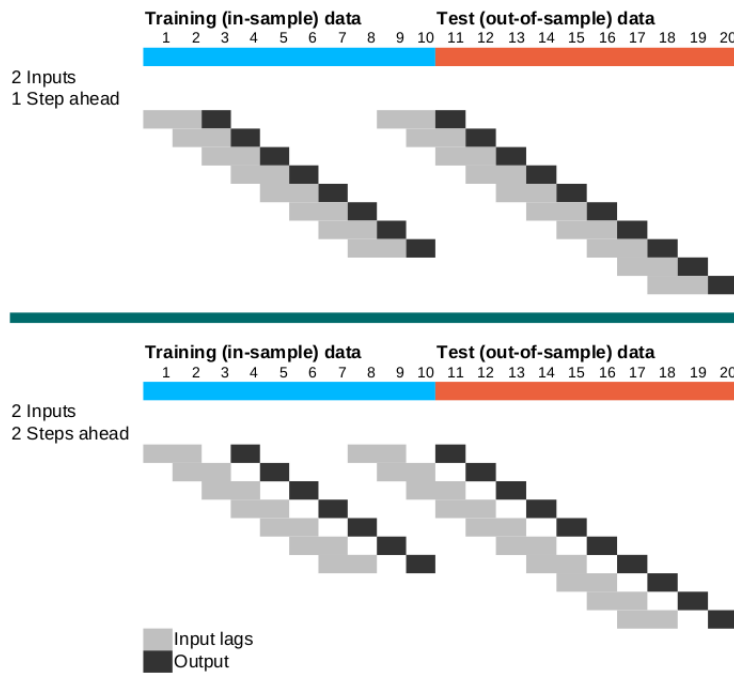 Training (in-sample) data Test (out-of-sample) data
1 2 3 4 5 6 7 8 9 10 11 12 13 14 15 16 17 18 19 20
2 Inputs
1 Step ahead
Training (in-sample) data Test (out-of-sample) data
1 2 3 4 5 6 7 8 9 10 11 12 13 14 15 16 17 18 19 20
2 Inputs
2 Steps ahead
Input lags
Output